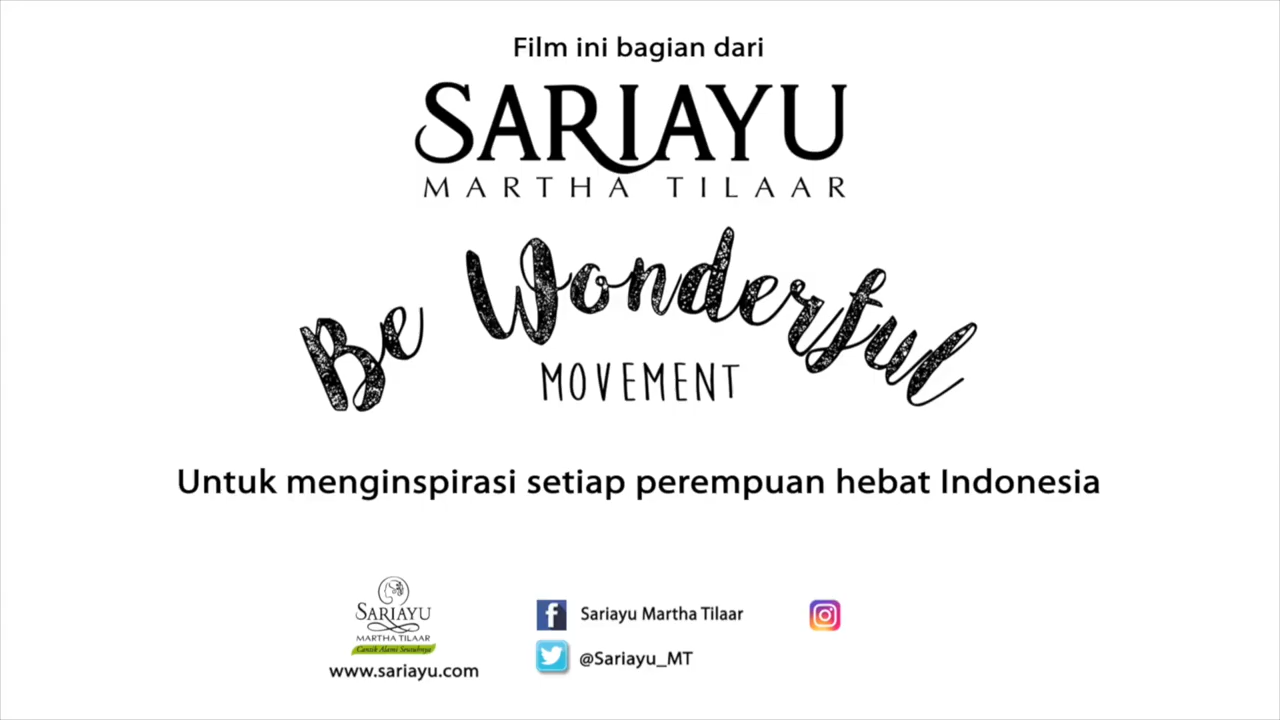 Film ini bagian dari
SARIAYU
MARTHA TILAAR
Be Wonderful
MOVEMENT
Untuk menginspirasi setiap perempuan hebat Indonesia
SARIAYU
MARTHA TILAAR
Cantik Alami Seutuhnya
www.sariayu.com
Sariayu Martha Tilaar
@Sariayu_MT